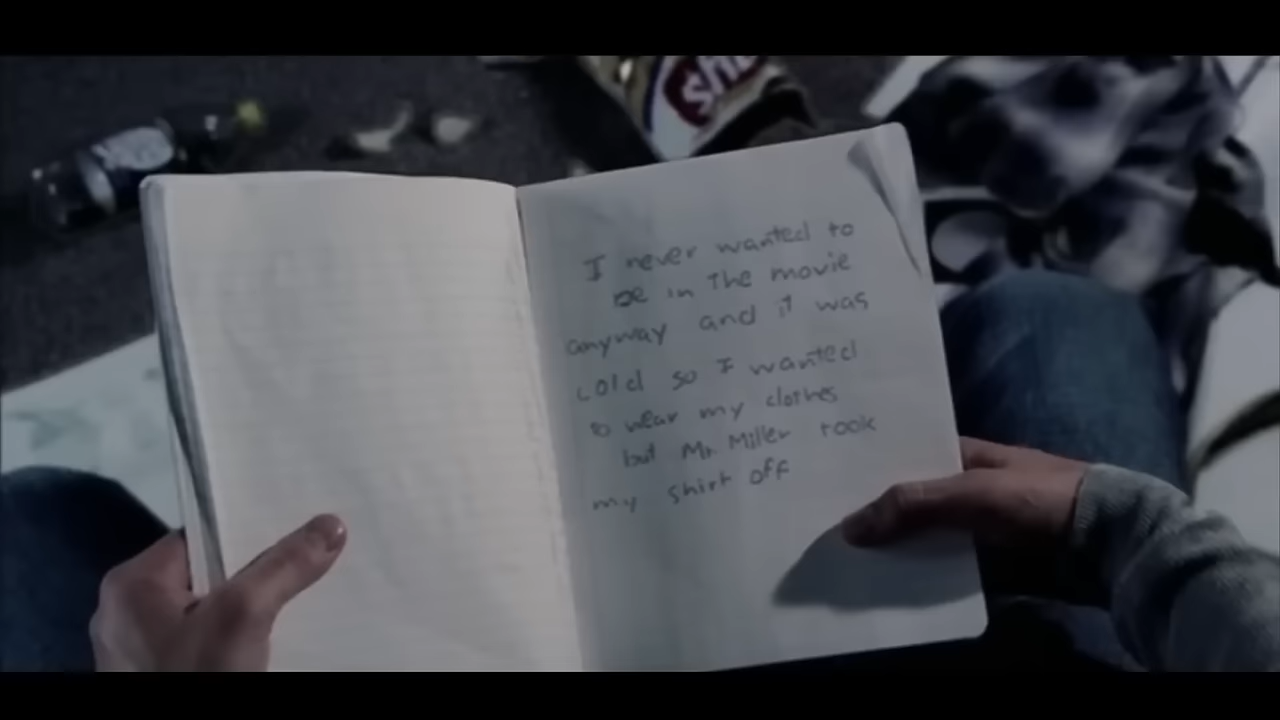 I never wanted to
be in the movie
anyway and it was
cold so I wanted
to wear my clothes
but Mr. Miller took
my shirt off